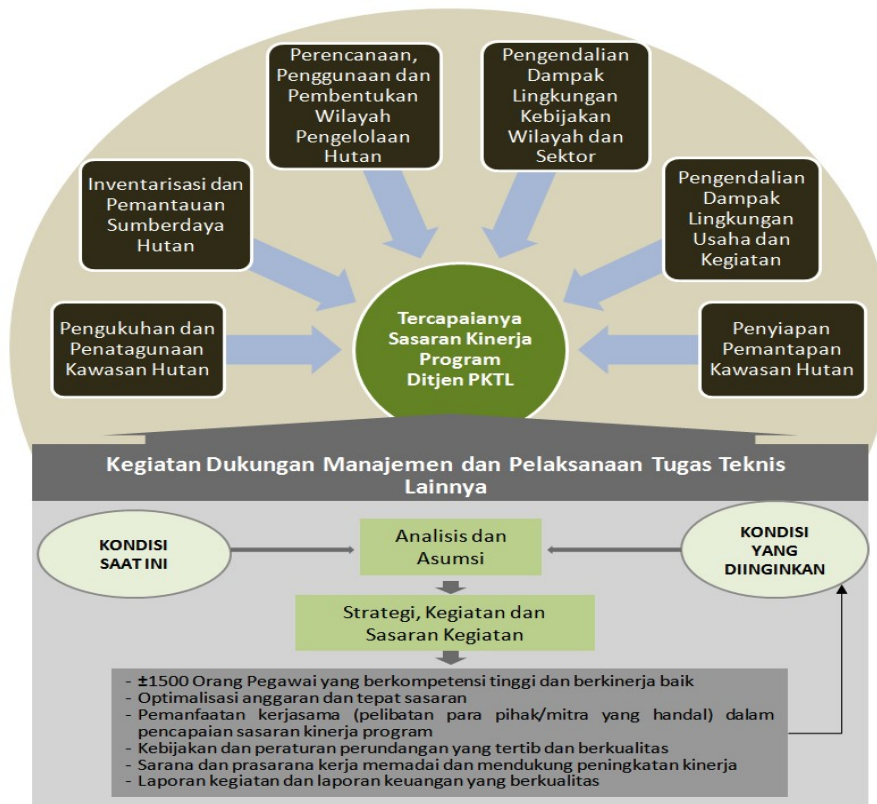 Perencanaan,
Penggunaan dan
Pembentukan
Wilayah
Pengelolaan
Hutan
Pengendalian
Dampak
Lingkungan
Kebijakan
Wilayah dan
Sektor
Inventarisasi dan
Pemantauan
Sumberdaya
Hutan
Pengendalian
Dampak
Lingkungan
Usaha dan
Kegiatan
Pengukuhan dan
Penatagunaan
Kawasan Hutan
Tercapaianya
Sasaran Kinerja
Program
Ditjen PKTL
Penyiapan
Pemantapan
Kawasan Hutan
Kegiatan Dukungan Manajemen dan Pelaksanaan Tugas Teknis
Lainnya
KONDISI
SAAT INI
Analisis dan
Asumsi
KONDISI
YANG
DIINGINKAN
Strategi, Kegiatan dan
Sasaran Kegiatan
- ±1500 Orang Pegawai yang berkompetensi tinggi dan berkinerja baik
- Optimalisasi anggaran dan tepat sasaran
- Pemanfaatan kerjasama (pelibatan para pihak/mitra yang handal) dalam
pencapaian sasaran kinerja program
- Kebijakan dan peraturan perundangan yang tertib dan berkualitas
- Sarana dan prasarana kerja memadai dan mendukung peningkatan kinerja
- Laporan kegiatan dan laporan keuangan yang berkualitas